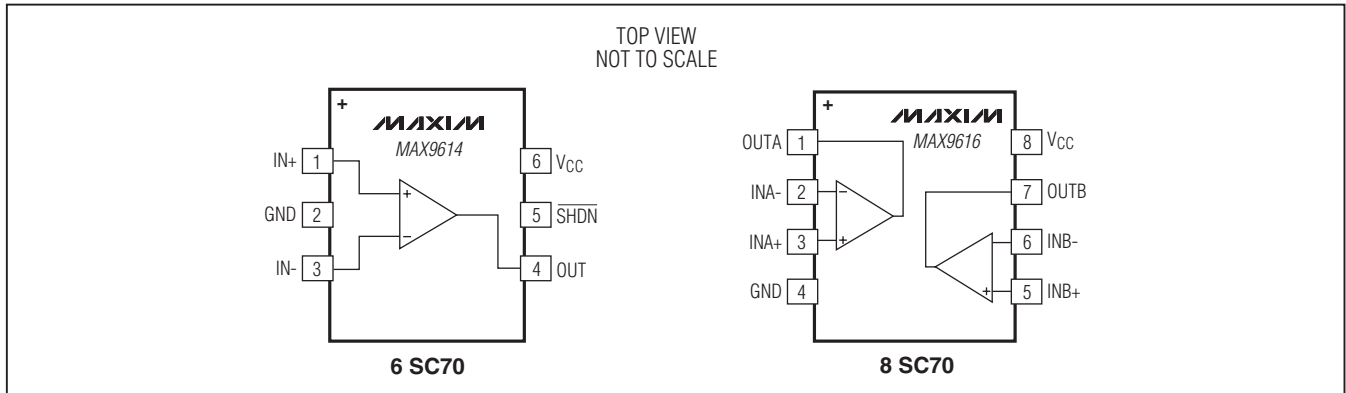 TOP VIEW
NOT TO SCALE
+
MAXIM
MAX9614
IN+ 1
GND 2
IN- 3
6 VCC
5 SHDN
4 OUT
+
−
6 SC70
+
MAXIM
MAX9616
OUTA 1
INA- 2
INA+ 3
GND 4
8 VCC
7 OUTB
6 INB-
5 INB+
−
+
+
8 SC70